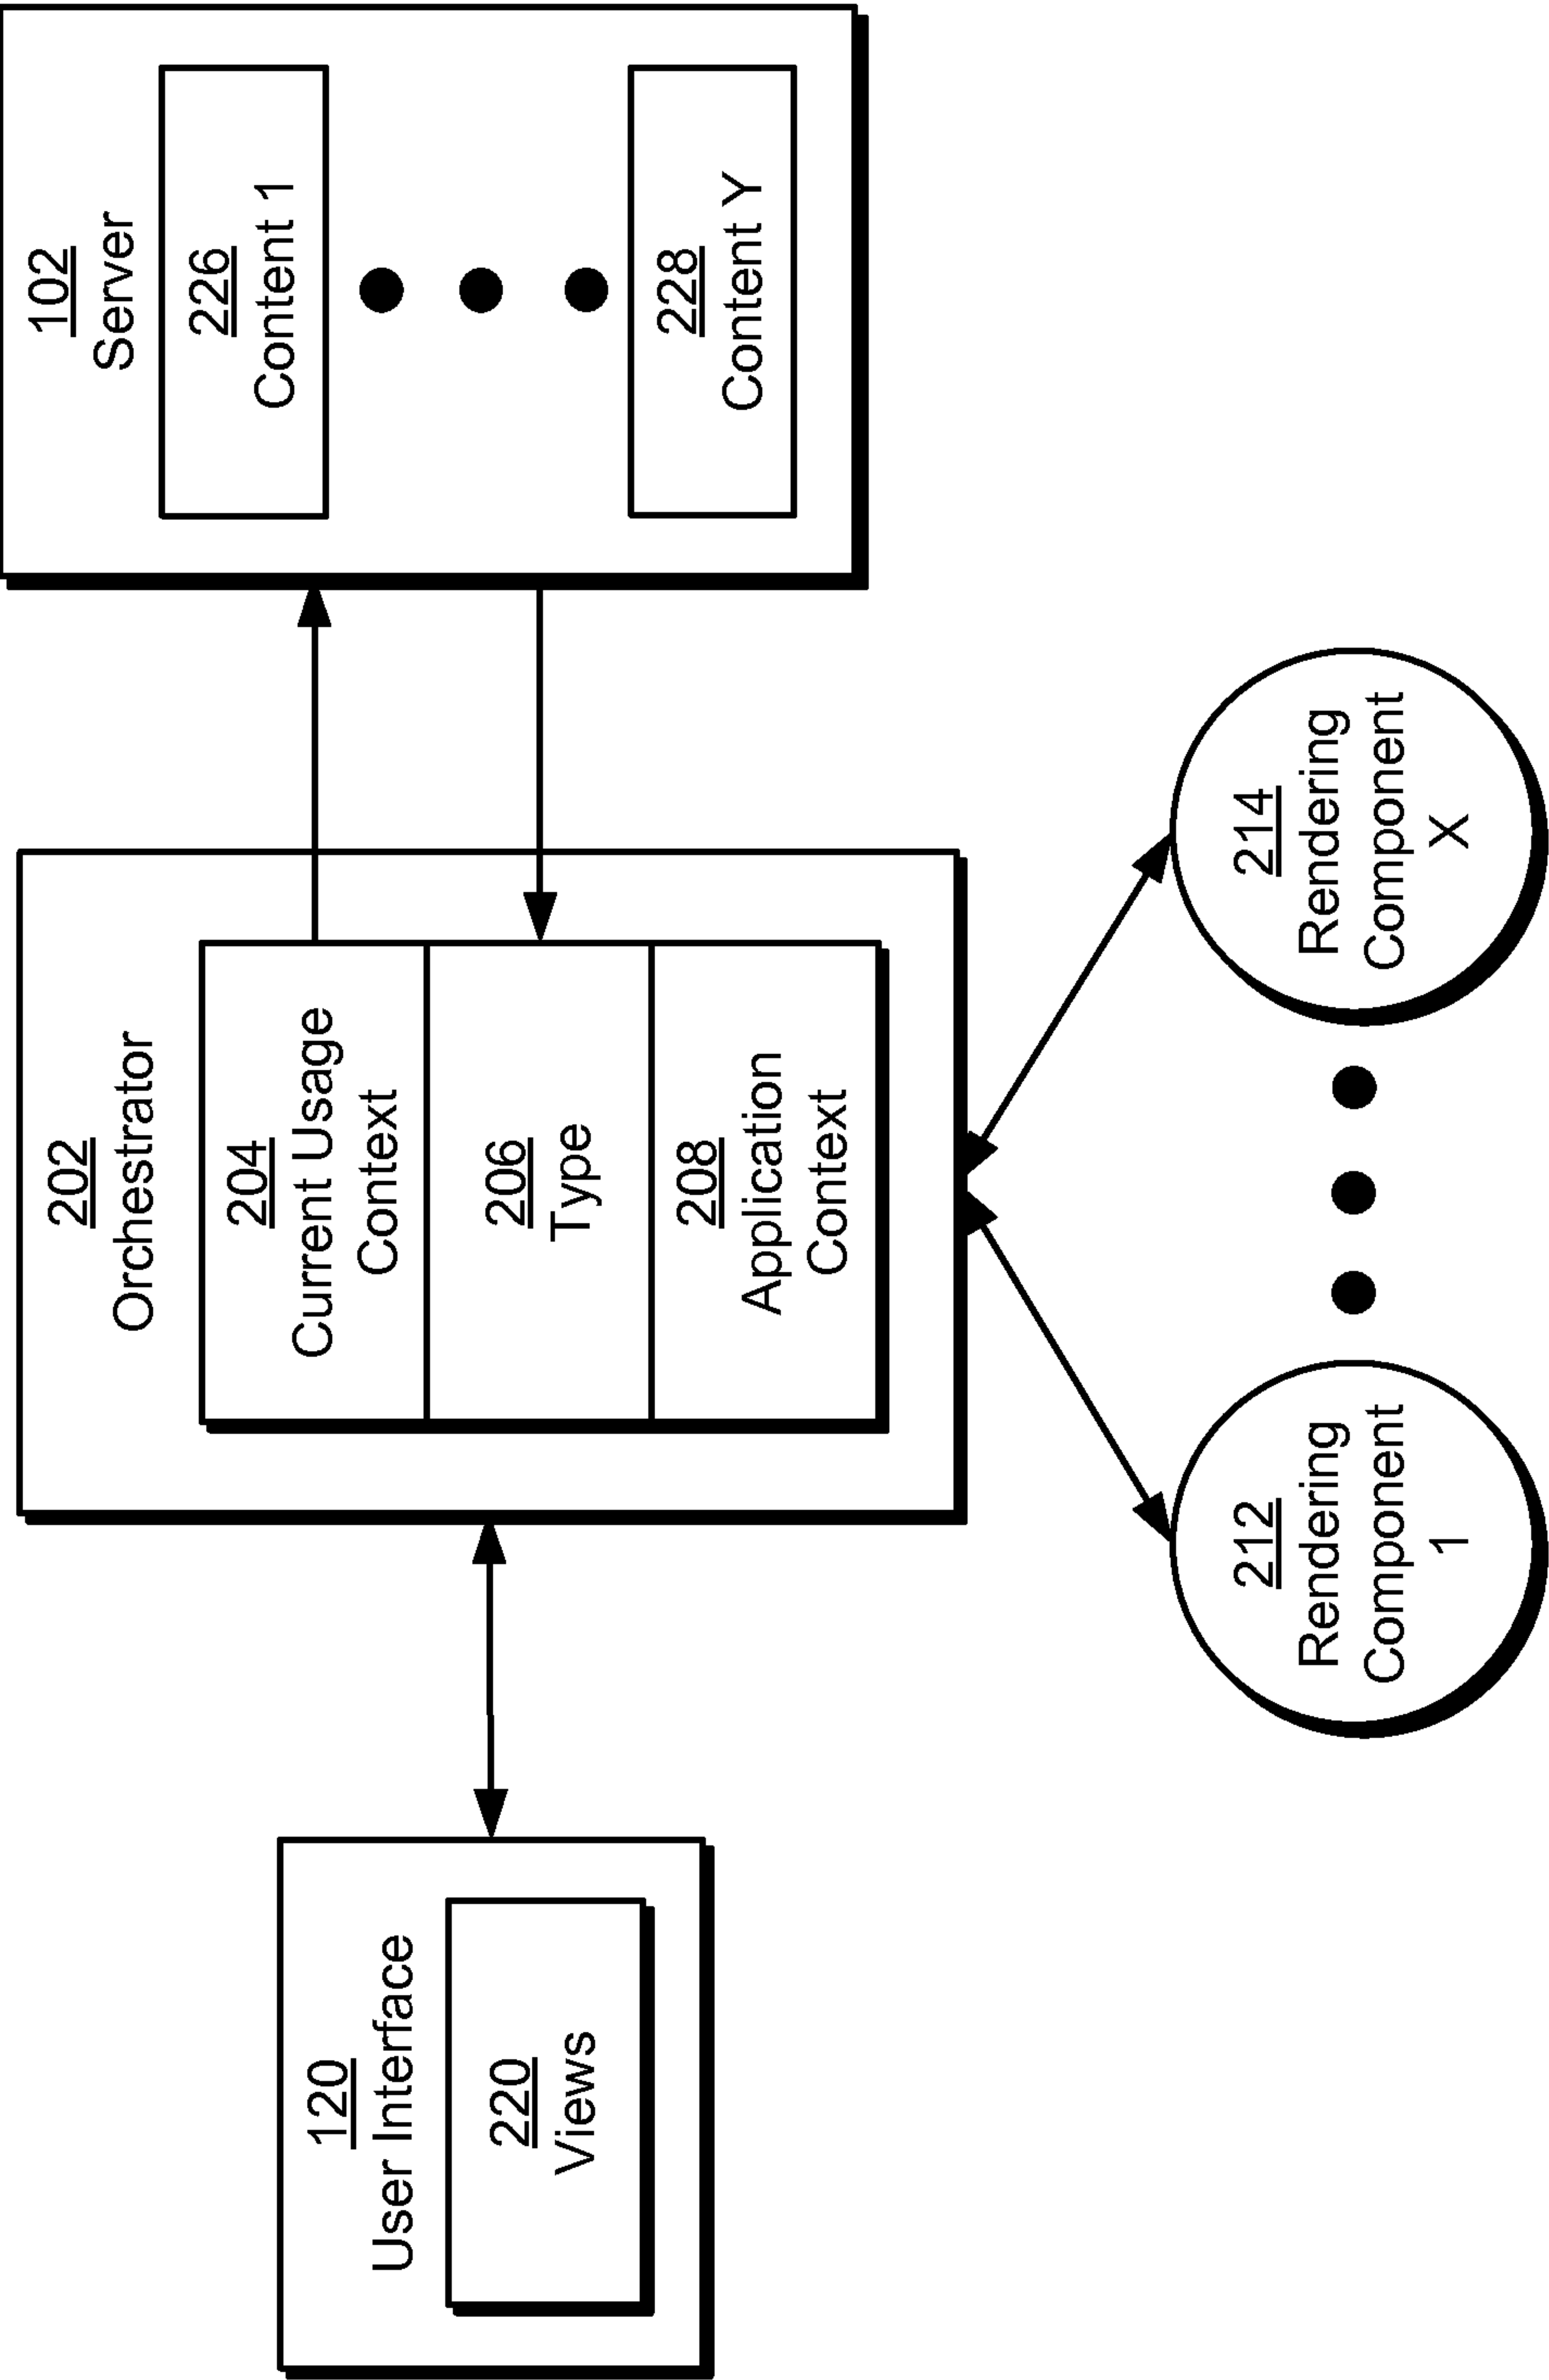 120
User Interface
220
Views
202
Orchestrator
204
Current Usage
Context
206
Type
208
Application
Context
102
Server
226
Content 1
228
Content Y
212
Rendering
Component
1
214
Rendering
Component
X